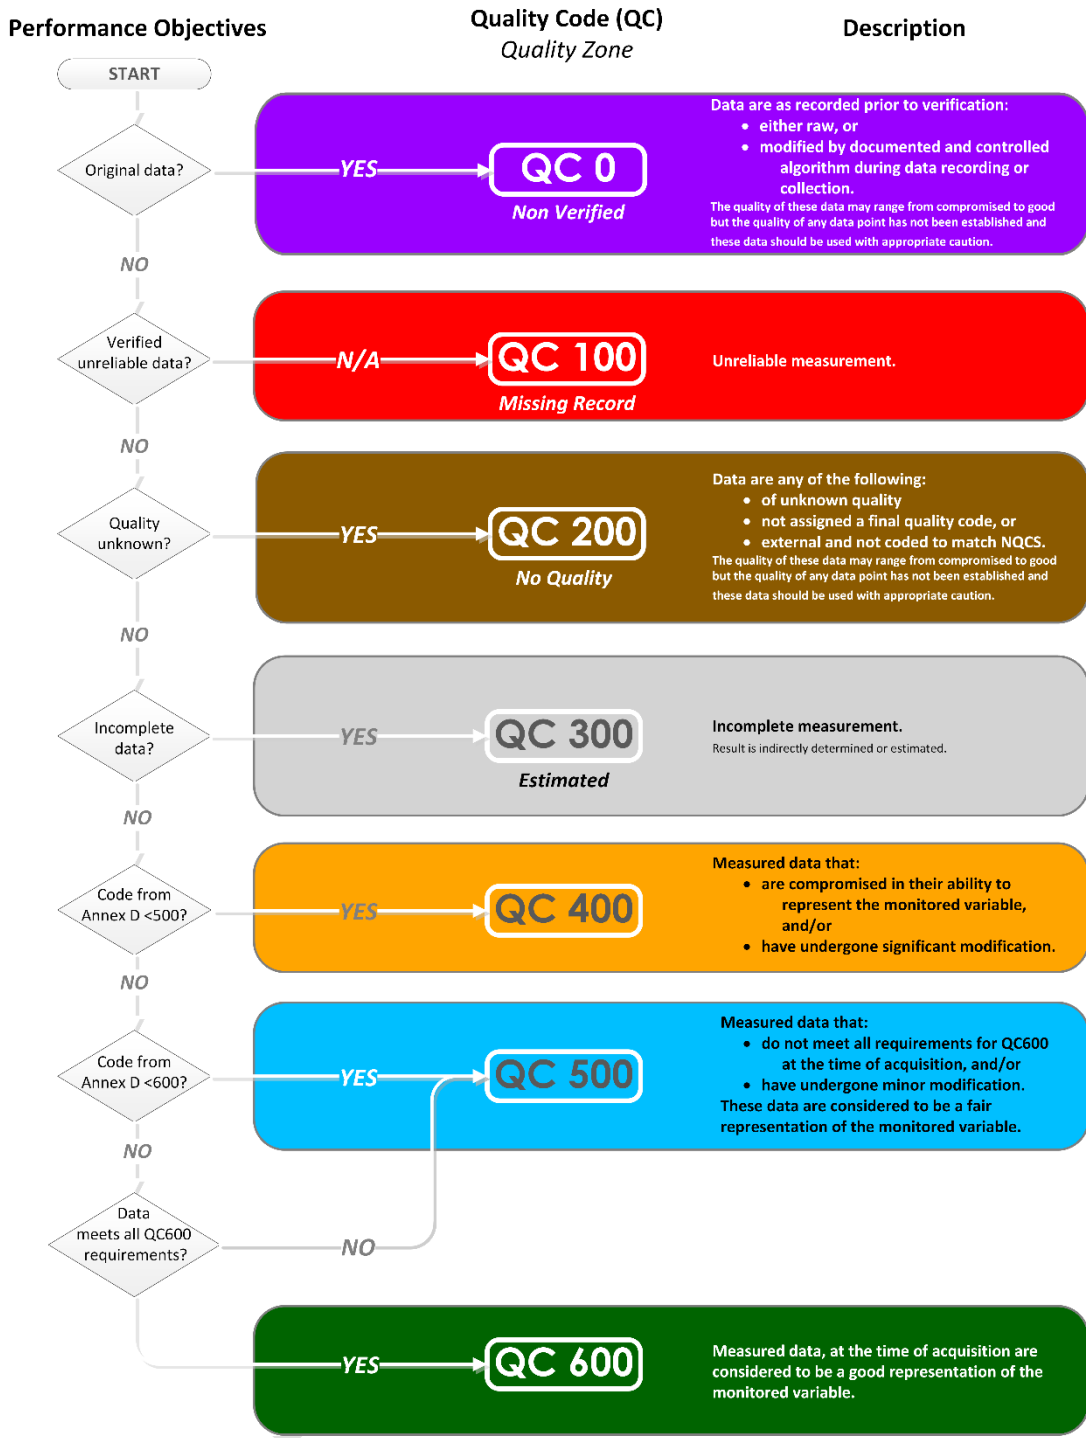 Performance Objectives
Quality Code (QC)
Quality Zone
Description
START
Original data?
YES
QC 0
Non Verified
Data are as recorded prior to verification:
• either raw, or
• modified by documented and controlled
algorithm during data recording or
collection.
The quality of these data may range from compromised to good
but the quality of any data point has not been established and
these data should be used with appropriate caution.
NO
Verified
unreliable data?
N/A
QC 100
Missing Record
Unreliable measurement.
NO
Quality
unknown?
YES
QC 200
No Quality
Data are any of the following:
• of unknown quality
• not assigned a final quality code, or
• external and not coded to match NQCS.
The quality of these data may range from compromised to good
but the quality of any data point has not been established and
these data should be used with appropriate caution.
NO
Incomplete
data?
YES
QC 300
Estimated
Incomplete measurement.
Result is indirectly determined or estimated.
NO
Code from
Annex D <500?
YES
QC 400
Measured data that:
• are compromised in their ability to
represent the monitored variable,
and/or
• have undergone significant modification.
NO
Code from
Annex D <600?
YES
QC 500
Measured data that:
• do not meet all requirements for QC600
at the time of acquisition, and/or
• have undergone minor modification.
These data are considered to be a fair
representation of the monitored variable.
NO
Data
meets all QC600
requirements?
NO
YES
QC 600
Measured data, at the time of acquisition are
considered to be a good representation of the
monitored variable.